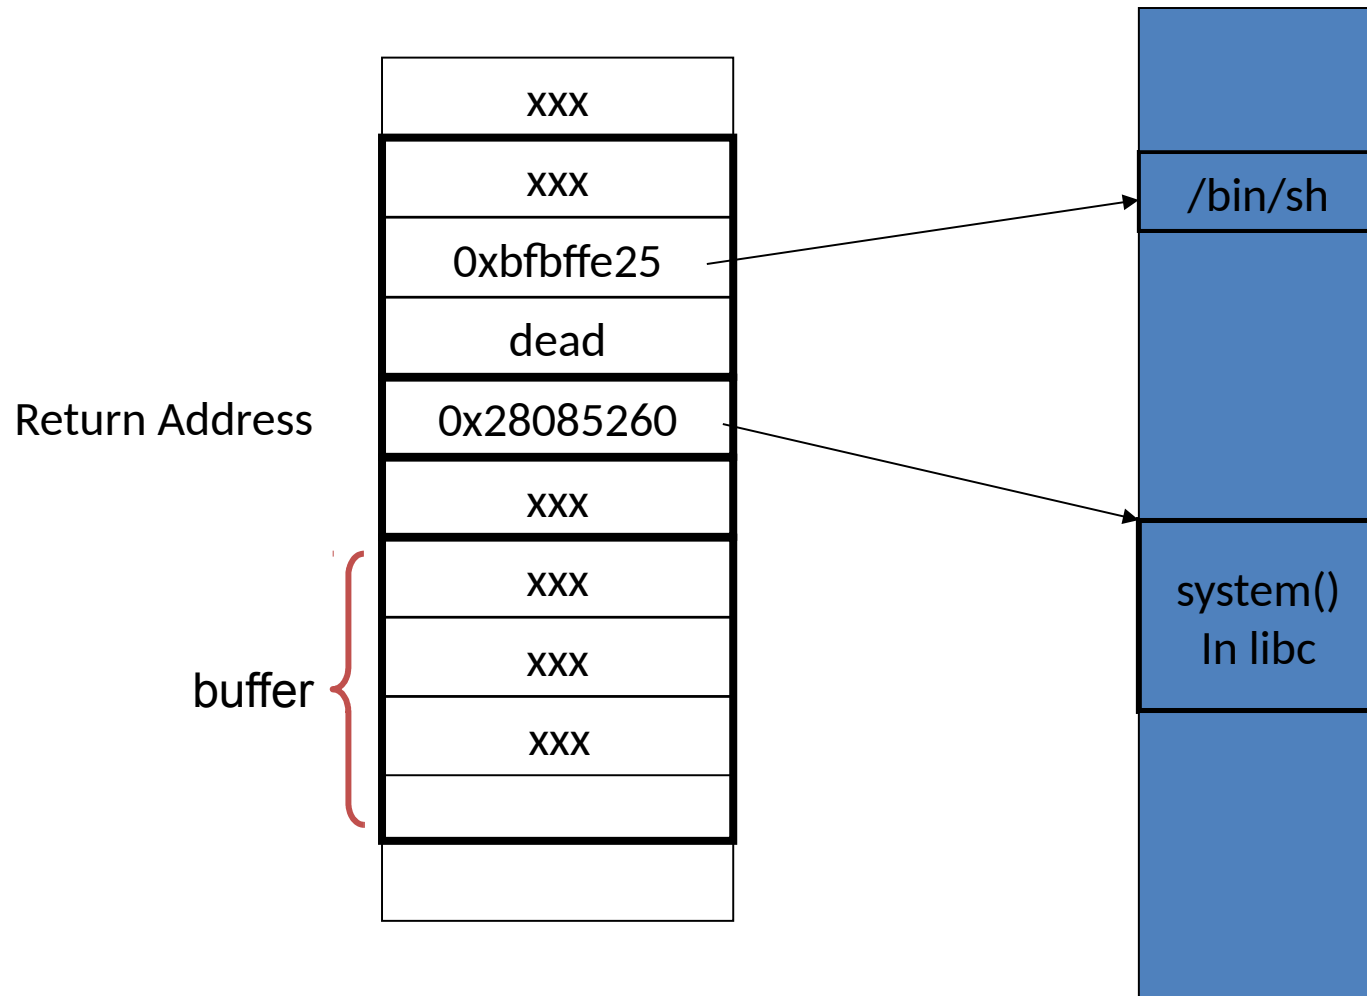 xxx
xxx
/bin/sh
0xbfbffe25
dead
Return Address
0x28085260
xxx
xxx
system()
In libc
xxx
buffer
xxx